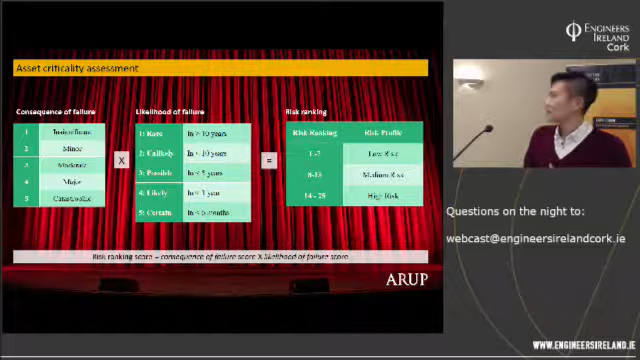 ENGINEERS
IRELAND
Cork
Asset criticality assessment
Consequence of failure
Likelihood of failure
Risk ranking
1 Insignificant
2 Minor
3 Moderate
4 Major
5 Catastrophic
X
1: Rare In > 10 years
2: Unlikely In < 10 years
3: Possible In < 5 year
4: Likely In < 1 year
5: Certain In < 6 months
=
Risk Ranking Risk Profile
1 -7 Low Risk
8-13 Medium Risk
14 - 25 High Risk
Risk ranking score = consequence of failure score X likelihood of failure score
ARUP
Questions on the night to:
webcast@engineersirelandcork.ie
WWW.ENGINEERSIRELAND.IE